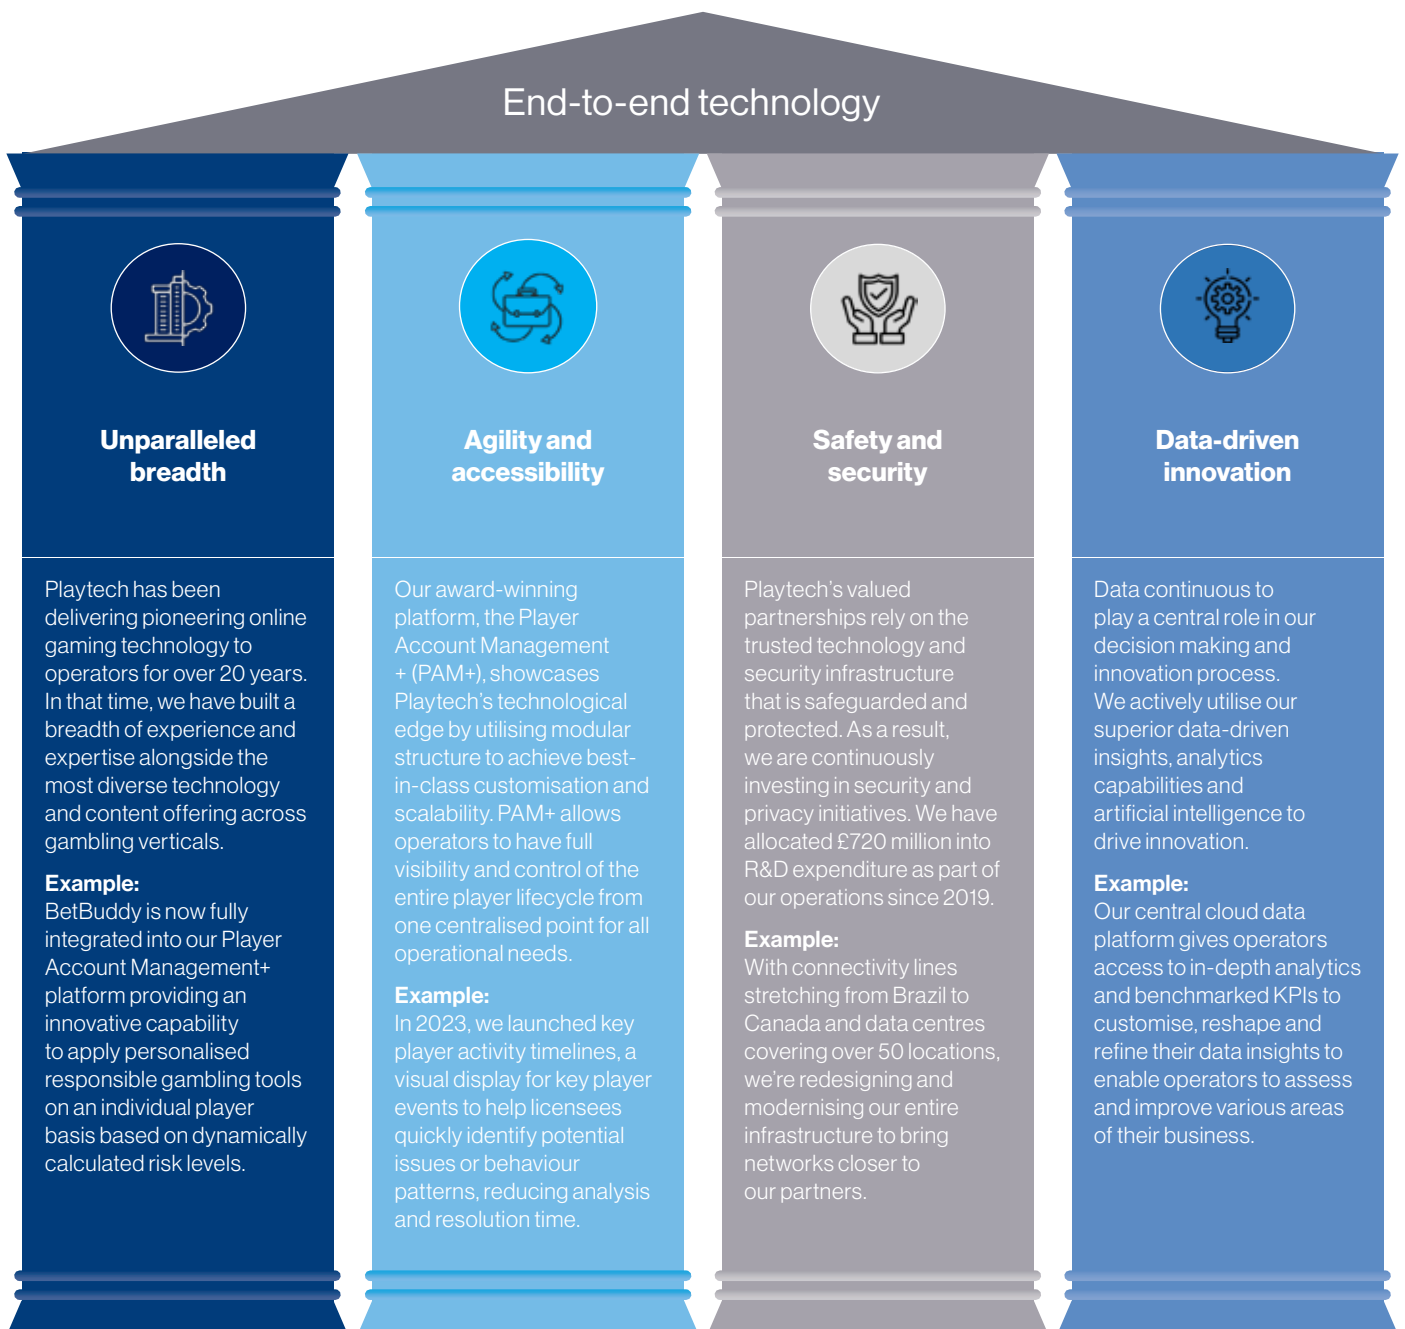 End-to-end technology
Unparalleled
breadth
Playtech has been
delivering pioneering online
gaming technology to
operators for over 20 years.
In that time, we have built a
breadth of experience and
expertise alongside the
most diverse technology
and content offering across
gambling verticals.
Example:
BetBuddy is now fully
integrated into our Player
Account Management+
platform providing an
innovative capability
to apply personalised
responsible gambling tools
on an individual player
basis based on dynamically
calculated risk levels.
Agility and
accessibility
Our award-winning
platform, the Player
Account Management
+ (PAM+), showcases
Playtech's technological
edge by utilising modular
structure to achieve best-
in-class customisation and
scalability. PAM+ allows
operators to have full
visibility and control of the
entire player lifecycle from
one centralised point for all
operational needs.
Example:
In 2023, we launched key
player activity timelines, a
visual display for key player
events to help licensees
quickly identify potential
issues or behaviour
patterns, reducing analysis
and resolution time.
Safety and
security
Playtech's valued
partnerships rely on the
trusted technology and
security infrastructure
that is safeguarded and
protected. As a result,
we are continuously
investing in security and
privacy initiatives. We have
allocated £720 million into
R&D expenditure as part of
our operations since 2019.
Example:
With connectivity lines
stretching from Brazil to
Canada and data centres
covering over 50 locations,
we're redesigning and
modernising our entire
infrastructure to bring
networks closer to
our partners.
Data-driven
innovation
Data continuous to
play a central role in our
decision making and
innovation process.
We actively utilise our
superior data-driven
insights, analytics
capabilities and
artificial intelligence to
drive innovation.
Example:
Our central cloud data
platform gives operators
access to in-depth analytics
and benchmarked KPIs to
customise, reshape and
refine their data insights to
enable operators to assess
and improve various areas
of their business.